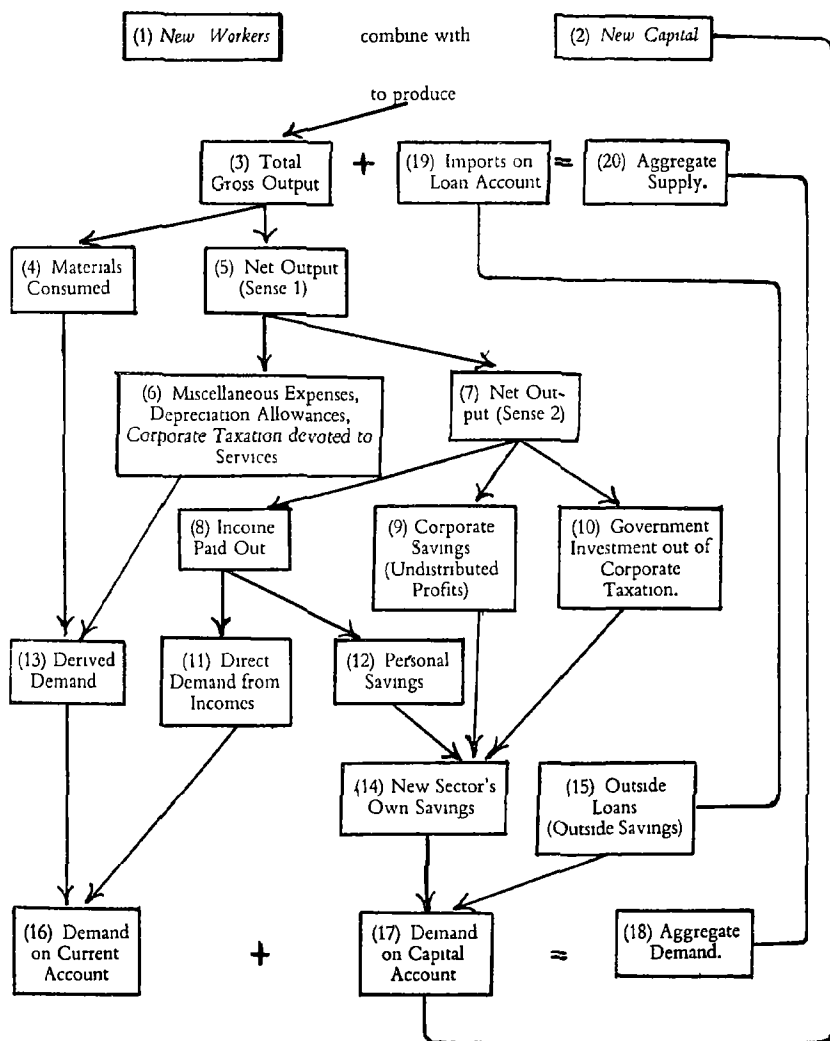 (1) New Workers
combine with
(2) New Capital
to produce
(3) Total
Gross Output
+
(19) Imports on
Loan Account
=
(20) Aggregate
Supply.
(4) Materials
Consumed
(5) Net Output
(Sense 1)
(6) Miscellaneous Expenses,
Depreciation Allowances,
Corporate Taxation devoted to
Services
(7) Net Out-
put (Sense 2)
(8) Income
Paid Out
(9) Corporate
Savings
(Undistributed
Profits)
(10) Government
Investment out of
Corporate
Taxation.
(13) Derived
Demand
(11) Direct
Demand from
Incomes
(12) Personal
Savings
(14) New Sector's
Own Savings
(15) Outside
Loans
(Outside Savings)
(16) Demand
on Current
Account
+
(17) Demand
on Capital
Account
=
(18) Aggregate
Demand.